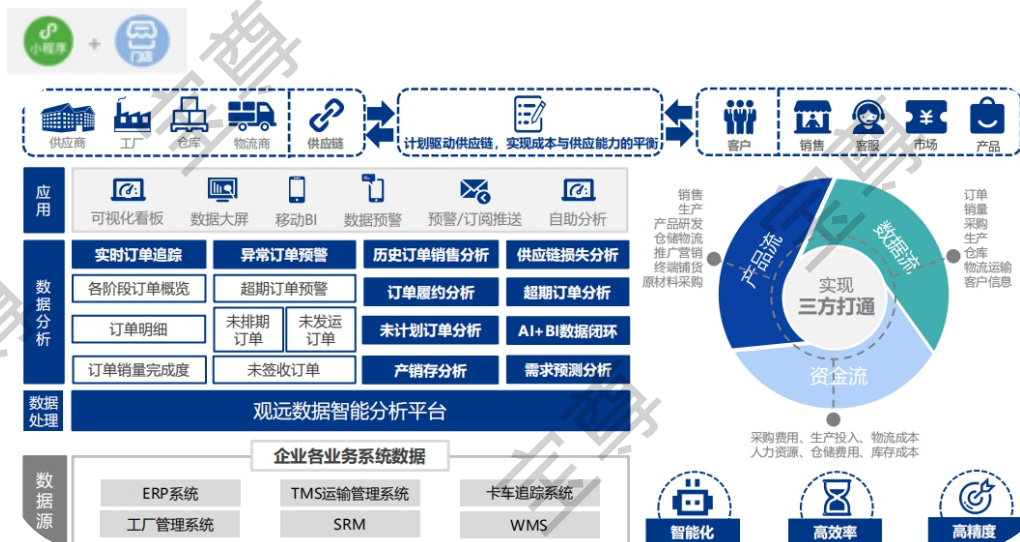 小程序
+
门店
供应商 工厂 仓库 物流商 供应链
计划驱动供应链，实现成本与供应能力的平衡
客户 销售 客服 市场 产品
应用
可视化看板 数据大屏 移动BI 数据预警 预警/订阅推送 自助分析
数据分析
实时订单追踪 异常订单预警 历史订单销售分析 供应链损失分析
各阶段订单概览 超期订单预警 订单履约分析 超期订单分析
订单明细 未排期订单 未发运订单 未计划订单分析 AI+BI数据闭环
订单销量完成度 未签收订单 产销存分析 需求预测分析
数据处理
观远数据智能分析平台
数据源
企业各业务系统数据
ERP系统 TMS运输管理系统 卡车追踪系统
工厂管理系统 SRM WMS
销售
生产
产品研发
仓储物流
推广营销
终端铺货
原材料采购
产品流
数据流
资金流
实现
三方打通
订单
销量
采购
生产
仓库
物流运输
客户信息
采购费用、生产投入、物流成本
人力资源、仓储费用、库存成本
智能化 高效率 高精度
宝尊
宝尊
宝尊